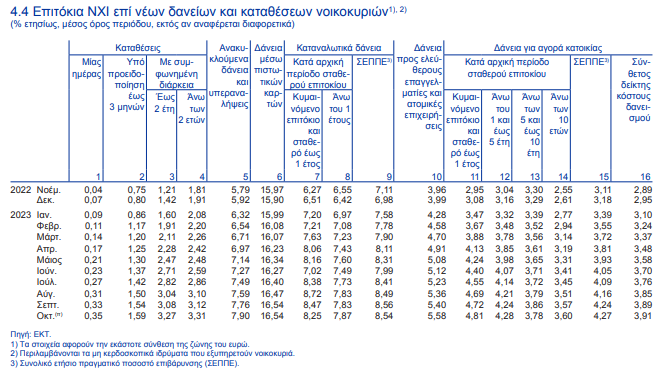 4.4 Επιτόκια ΝΧΙ επί νέων δανείων και καταθέσεων νοικοκυριών1), 2)
(% ετησίως, μέσος όρος περιόδου, εκτός αν αναφέρεται διαφορετικά)
Καταθέσεις Ανακυκλούμενα δάνεια και υπεραναλήψεις Δάνεια μέσω πιστωτικών καρτών Καταναλωτικά δάνεια Δάνεια προς ελεύθερους επαγγελματίες και ατομικές επιχειρήσεις Δάνεια για αγορά κατοικίας
Μίας ημέρας Υπό προειδοποίηση έως 3 μηνών Με συμφωνημένη διάρκεια Κατά αρχική περίοδο σταθερού επιτοκίου ΣΕΠΠΕ3) Κατά αρχική περίοδο σταθερού επιτοκίου ΣΕΠΠΕ3) Σύνθετος δείκτης κόστους δανεισμού
Έως 2 έτη Άνω των 2 ετών Κυμαινόμενο επιτόκιο και σταθερό έως 1 έτος Άνω του 1 έτους Κυμαινόμενο επιτόκιο και σταθερό έως 1 έτος Άνω του 1 και έως 5 έτη Άνω των 5 και έως 10 έτη Άνω των 10 ετών
1 2 3 4 5 6 7 8 9 10 11 12 13 14 15 16
2022 Νοέμ. 0,04 0,75 1,21 1,81 5,79 15,97 6,27 6,55 7,11 3,96 2,95 3,04 3,30 2,55 3,11 2,89
Δεκ. 0,07 0,80 1,42 1,91 5,92 15,90 6,51 6,42 6,98 3,99 3,08 3,16 3,29 2,61 3,18 2,95
2023 Ιαν. 0,09 0,86 1,60 2,08 6,32 15,99 7,20 6,97 7,58 4,28 3,47 3,32 3,39 2,77 3,39 3,10
Φεβρ. 0,11 1,17 1,91 2,20 6,54 16,08 7,21 7,08 7,78 4,58 3,68 3,47 3,52 2,94 3,55 3,24
Μάρτ. 0,14 1,20 2,11 2,26 6,71 16,07 7,63 7,23 7,90 4,70 3,88 3,78 3,56 3,14 3,72 3,37
Απρ. 0,17 1,25 2,28 2,42 6,97 16,23 8,06 7,43 8,11 4,91 4,13 3,85 3,61 3,19 3,81 3,48
Μάιος 0,21 1,30 2,47 2,48 7,14 16,34 8,16 7,60 8,31 5,08 4,24 3,98 3,65 3,31 3,93 3,58
Ιούν. 0,23 1,37 2,71 2,59 7,27 16,27 7,02 7,49 7,99 5,12 4,40 4,07 3,71 3,41 4,05 3,70
Ιούλ. 0,27 1,42 2,82 2,86 7,49 16,40 8,38 7,73 8,41 5,23 4,55 4,14 3,72 3,45 4,09 3,76
Αύγ. 0,31 1,50 3,04 3,10 7,59 16,47 8,72 7,83 8,49 5,36 4,69 4,21 3,79 3,51 4,16 3,85
Σεπτ. 0,33 1,54 3,08 3,12 7,76 16,54 8,47 7,83 8,56 5,40 4,72 4,24 3,86 3,57 4,24 3,89
Οκτ.(π) 0,35 1,59 3,27 3,31 7,90 16,54 8,25 7,87 8,54 5,58 4,81 4,28 3,78 3,60 4,27 3,91
Πηγή: ΕΚΤ.
1) Τα στοιχεία αφορούν την εκάστοτε σύνθεση της ζώνης του ευρώ.
2) Περιλαμβάνονται τα μη κερδοσκοπικά ιδρύματα που εξυπηρετούν νοικοκυριά.
3) Συνολικό ετήσιο πραγματικό ποσοστό επιβάρυνσης (ΣΕΠΠΕ).